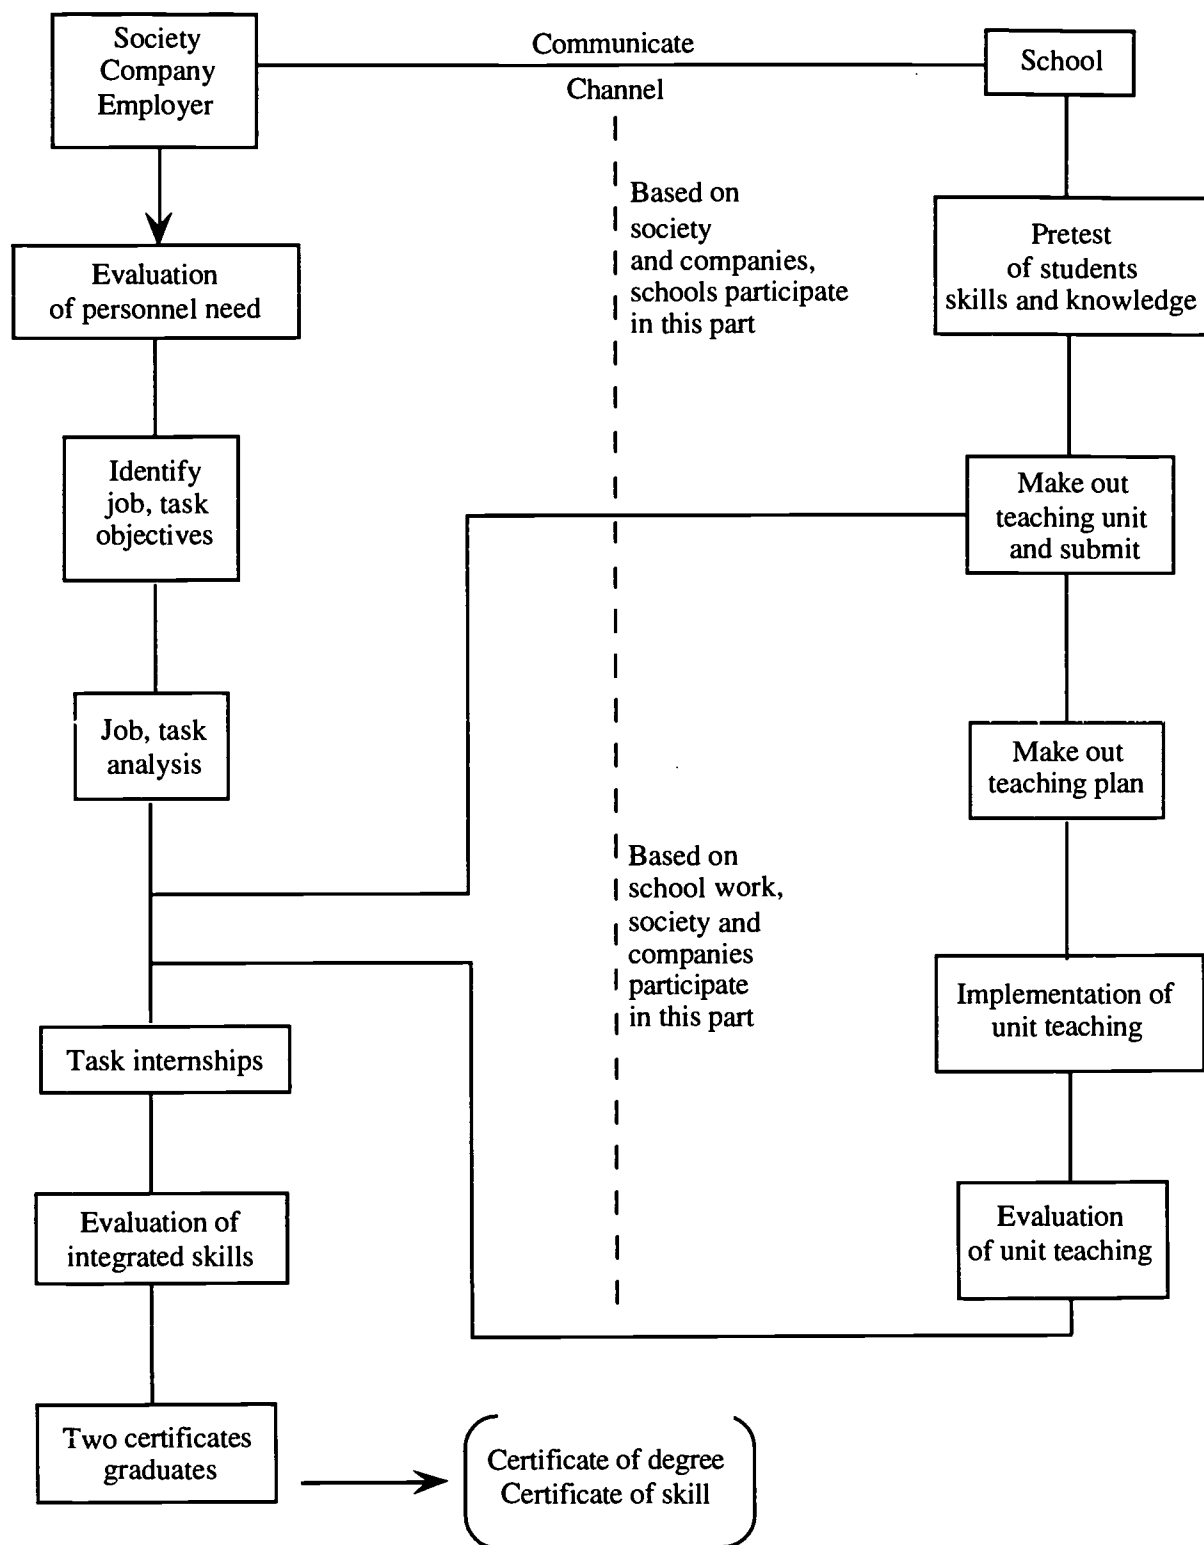 Society
Company
Employer
Communicate
Channel
School
Based on
society
and companies,
schools participate
in this part
Pretest
of students
skills and knowledge
Evaluation
of personnel need
Identify
job, task
objectives
Make out
teaching unit
and submit
Job, task
analysis
Make out
teaching plan
Based on
school work,
society and
companies
participate
in this part
Implementation of
unit teaching
Task internships
Evaluation of
integrated skills
Evaluation
of unit teaching
Two certificates
graduates
Certificate of degree
Certificate of skill